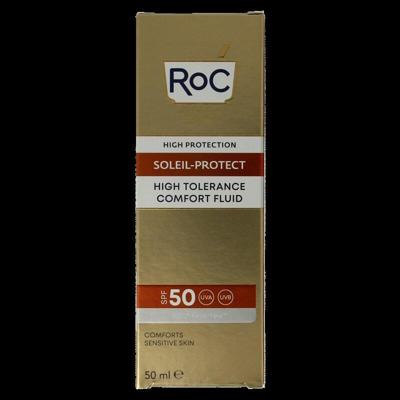 RoC
HIGH PROTECTION
SOLEIL-PROTECT
HIGH TOLERANCE
COMFORT FLUID
SPF 50 UVA UVB
COMFORTS
SENSITIVE SKIN
50 ml e